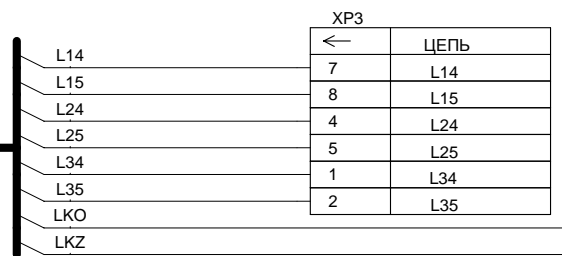 XP3
ЦЕПЬ
L14 7 L14
L15 8 L15
L24 4 L24
L25 5 L25
L34 1 L34
L35 2 L35
LKO
LKZ